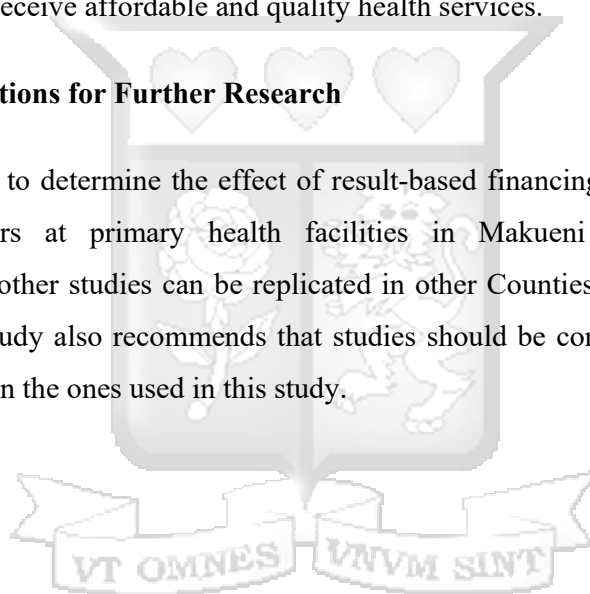 receive affordable and quality health services.
tions for Further Research
to determine the effect of result-based financing
rs at primary health facilities in Makueni
other studies can be replicated in other Counties
udy also recommends that studies should be con
n the ones used in this study.
VT OMNES VNVM SINT